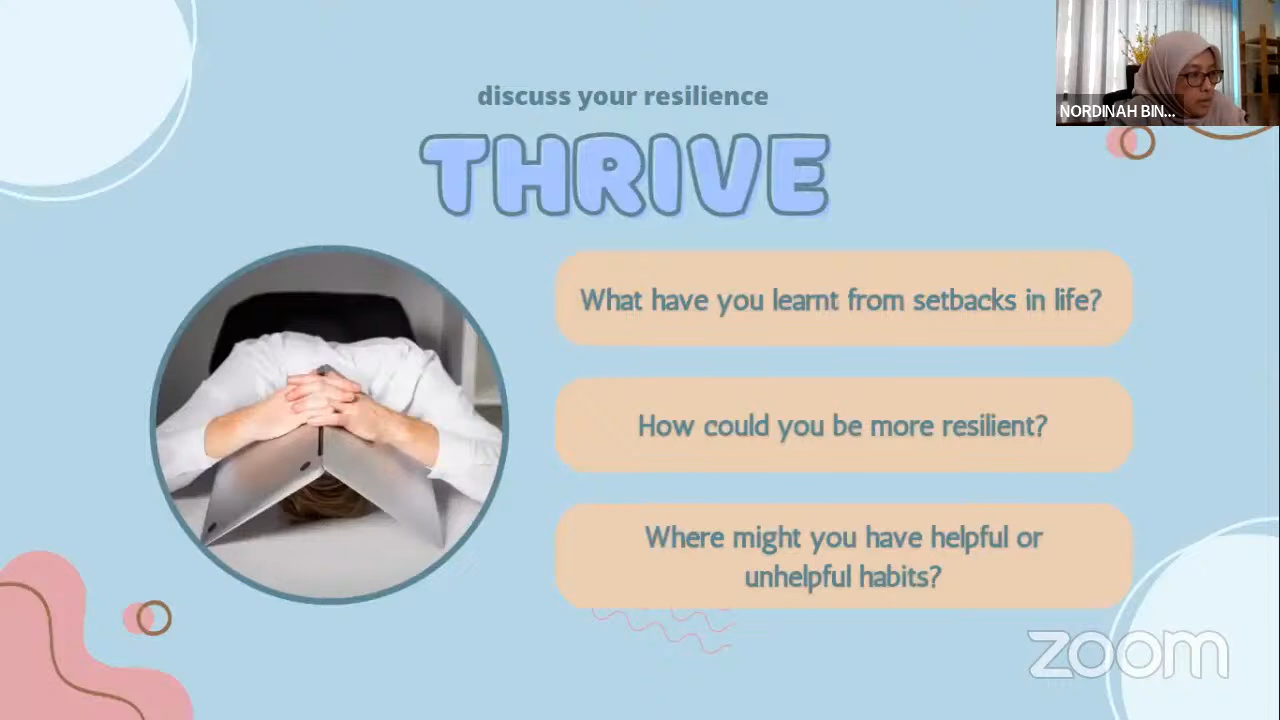 discuss your resilience
THRIVE
NORDINAH BIN...
What have you learnt from setbacks in life?
How could you be more resilient?
Where might you have helpful or
unhelpful habits?
zoom